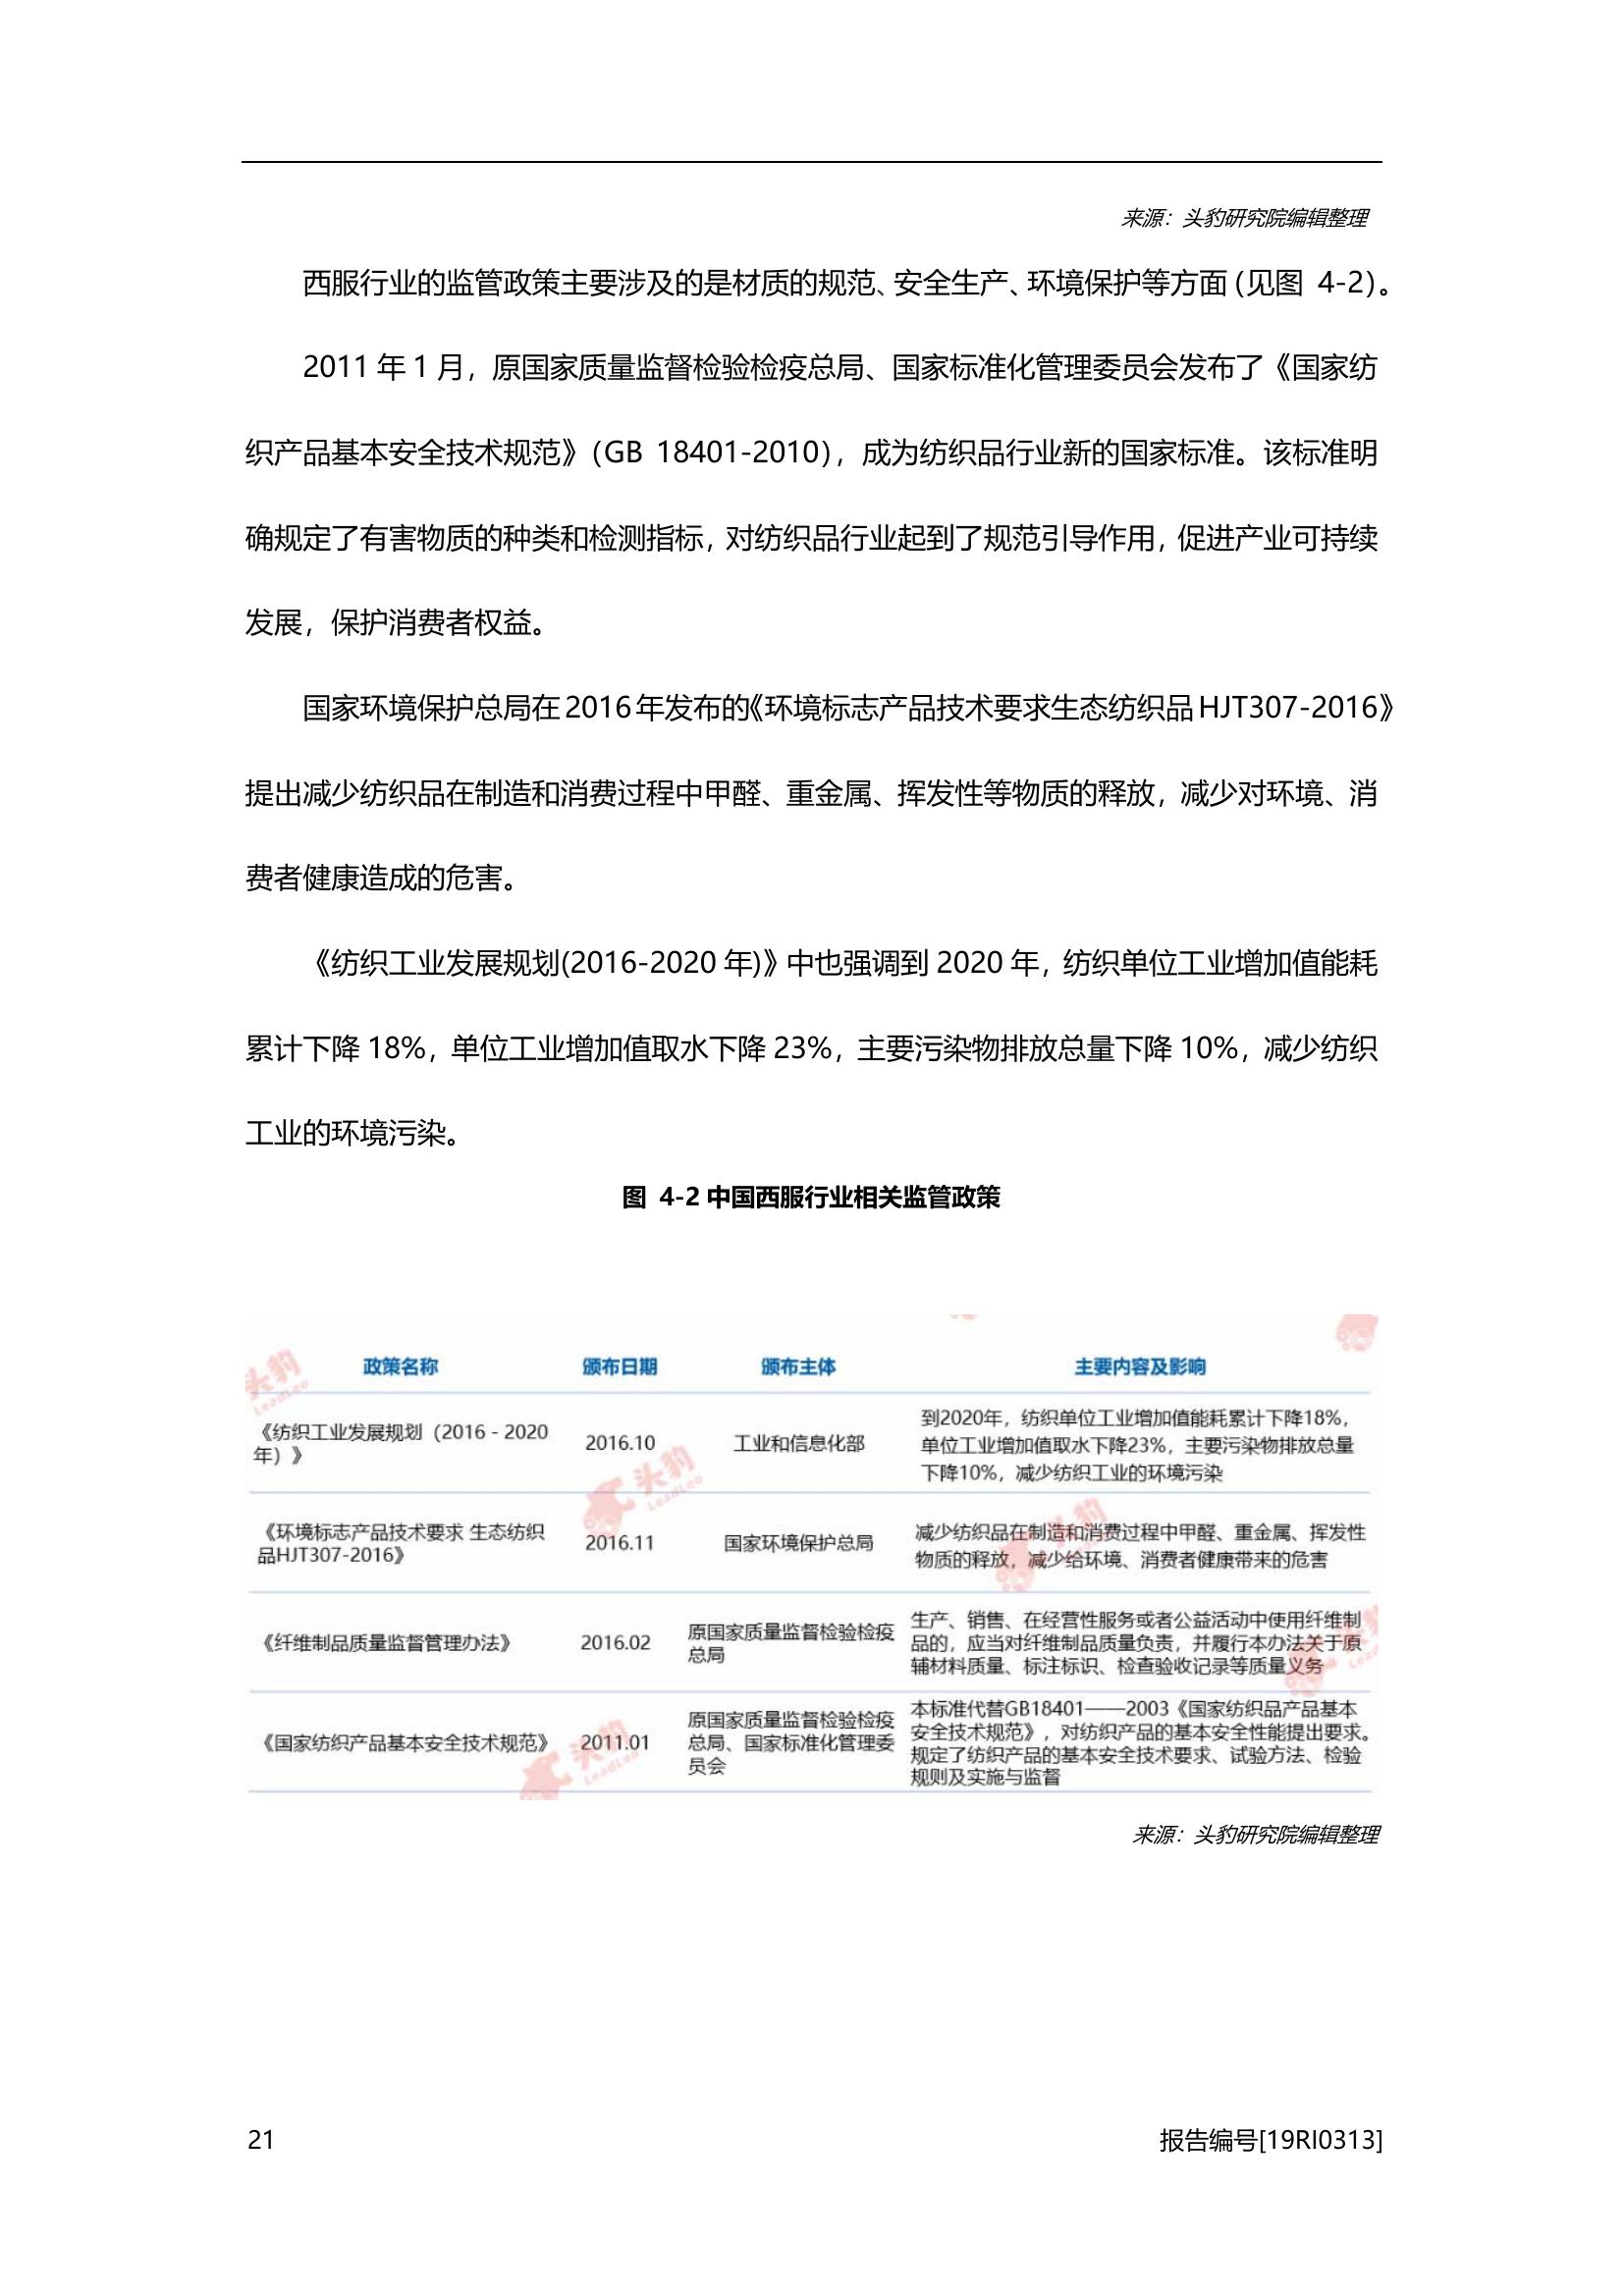 来源：头豹研究院编辑整理
西服行业的监管政策主要涉及的是材质的规范、安全生产、环境保护等方面（见图 4-2）。
2011 年 1 月，原国家质量监督检验检疫总局、国家标准化管理委员会发布了《国家纺
织产品基本安全技术规范》（GB 18401-2010），成为纺织品行业新的国家标准。该标准明
确规定了有害物质的种类和检测指标，对纺织品行业起到了规范引导作用，促进产业可持续
发展，保护消费者权益。
国家环境保护总局在 2016 年发布的《环境标志产品技术要求生态纺织品 HJT307-2016》
提出减少纺织品在制造和消费过程中甲醛、重金属、挥发性等物质的释放，减少对环境、消
费者健康造成的危害。
《纺织工业发展规划(2016-2020 年)》中也强调到 2020 年，纺织单位工业增加值能耗
累计下降 18%，单位工业增加值取水下降 23%，主要污染物排放总量下降 10%，减少纺织
工业的环境污染。
图 4-2 中国西服行业相关监管政策
政策名称 颁布日期 颁布主体 主要内容及影响
《纺织工业发展规划（2016 - 2020
年）》
2016.10
工业和信息化部
到2020年，纺织单位工业增加值能耗累计下降18%，
单位工业增加值取水下降23%，主要污染物排放总量
下降10%，减少纺织工业的环境污染
《环境标志产品技术要求 生态纺织
品HJT307-2016》
2016.11
国家环境保护总局
减少纺织品在制造和消费过程中甲醛、重金属、挥发性
物质的释放，减少给环境、消费者健康带来的危害
《纤维制品质量监督管理办法》
2016.02
原国家质量监督检验检疫
总局
生产、销售、在经营性服务或者公益活动中使用纤维制
品的，应当对纤维制品质量负责，并履行本办法关于原
辅材料质量、标注标识、检查验收记录等质量义务
《国家纺织产品基本安全技术规范》
2011.01
原国家质量监督检验检疫
总局、国家标准化管理委
员会
本标准代替GB18401——2003《国家纺织品产品基本
安全技术规范》，对纺织产品的基本安全性能提出要求。
规定了纺织产品的基本安全技术要求、试验方法、检验
规则及实施与监督
头豹
LeadLeo
头豹
LeadLeo
头豹
LeadLeo
来源：头豹研究院编辑整理
21
报告编号[19RI0313]